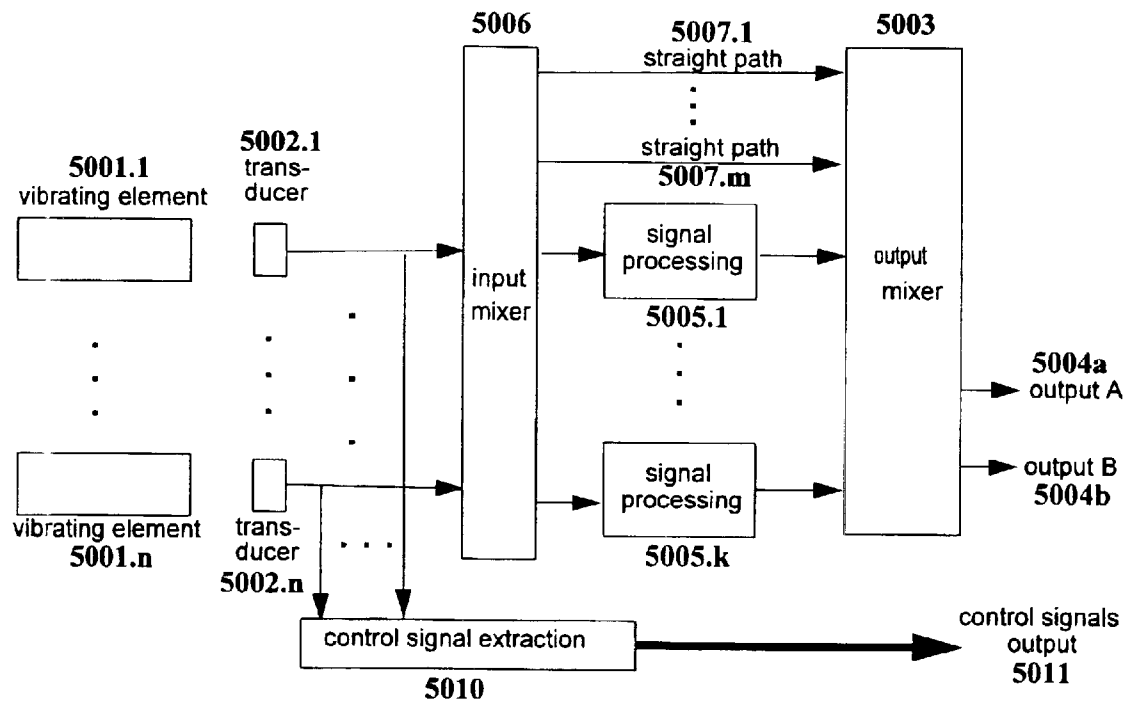 5006
5007.1
straight path
5003
5002.1
trans-
ducer
5001.1
vibrating element
straight path
5007.m
signal
processing
5005.1
input
mixer
output
mixer
5004a
output A
signal
processing
5005.k
output B
5004b
vibrating element
5001.n
trans-
ducer
5002.n
control signal extraction
5010
control signals
output
5011